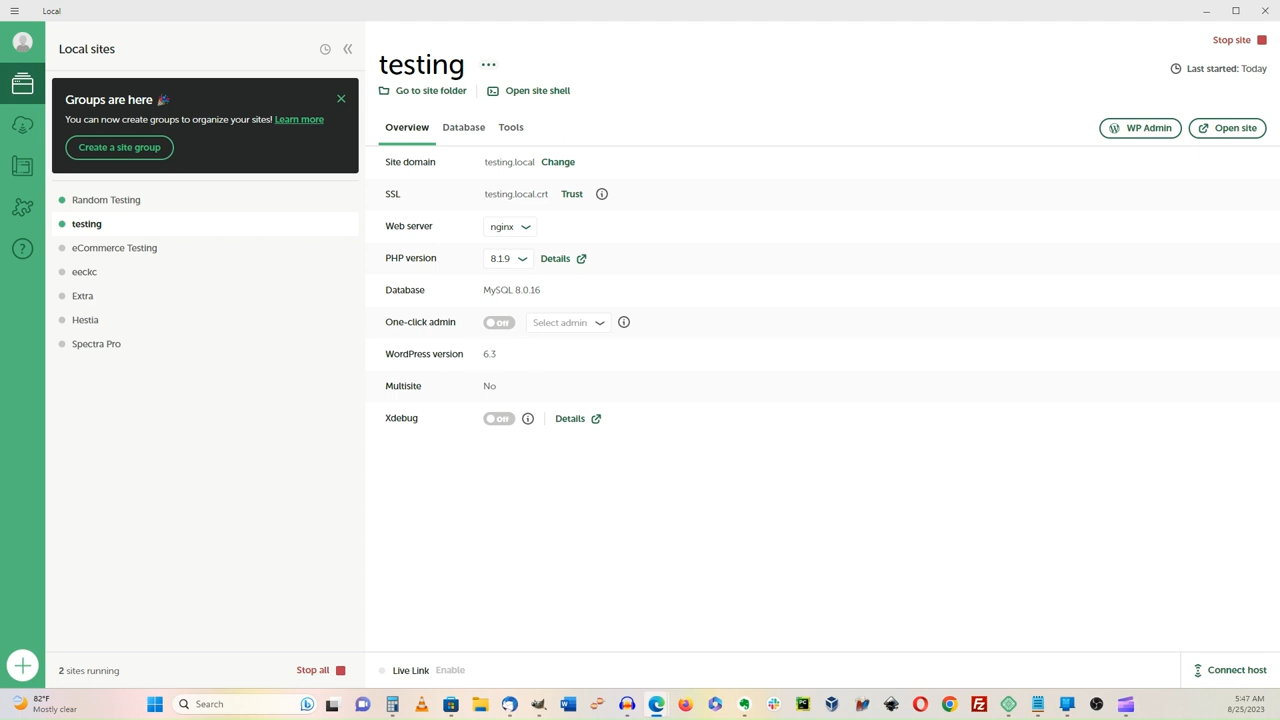 Local
Local sites
Groups are here
You can now create groups to organize your sites! Learn more
Create a site group
Random Testing
testing
eCommerce Testing
eeckc
Extra
Hestia
Spectra Pro
2 sites running
Stop all
Stop site
testing
Last started: Today
Go to site folder
Open site shell
Overview
Database
Tools
WP Admin
Open site
Site domain
testing.local Change
SSL
testing.local.crt Trust
Web server
nginx
PHP version
8.1.9
Details
Database
MySQL 8.0.16
One-click admin
Off
Select admin
WordPress version
6.3
Multisite
No
Xdebug
Off
Details
Live Link Enable
Connect host
82°F
Mostly clear
Search
5:47 AM
8/25/2023